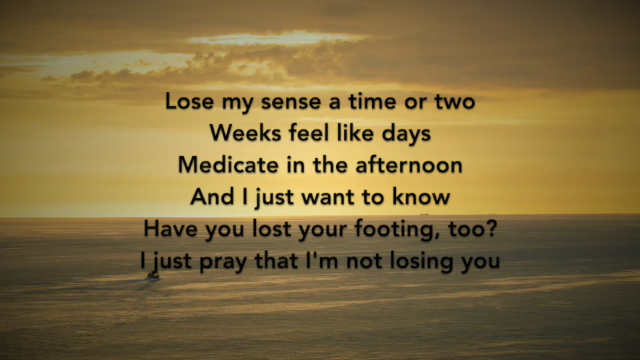 Lose my sense a time or two
Weeks feel like days
Medicate in the afternoon
And I just want to know
Have you lost your footing, too?
I just pray that I'm not losing you